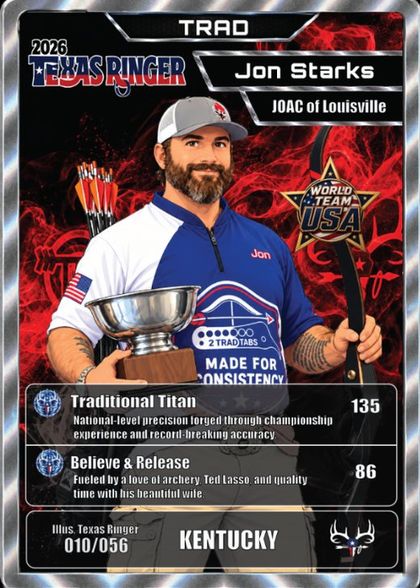 TRAD
2026
TEXAS RINGER
Jon Starks
JOAC of Louisville
WORLD
TEAM
USA
Jon
2 TRADTABS
MADE FOR
CONSISTENCY
Traditional Titan 135
National-level precision forged through championship
experience and record-breaking accuracy.
Believe & Release 86
Fueled by a love of archery, Ted Lasso, and quality
time with his beautiful wife
Illus. Texas Ringer
010/056
KENTUCKY